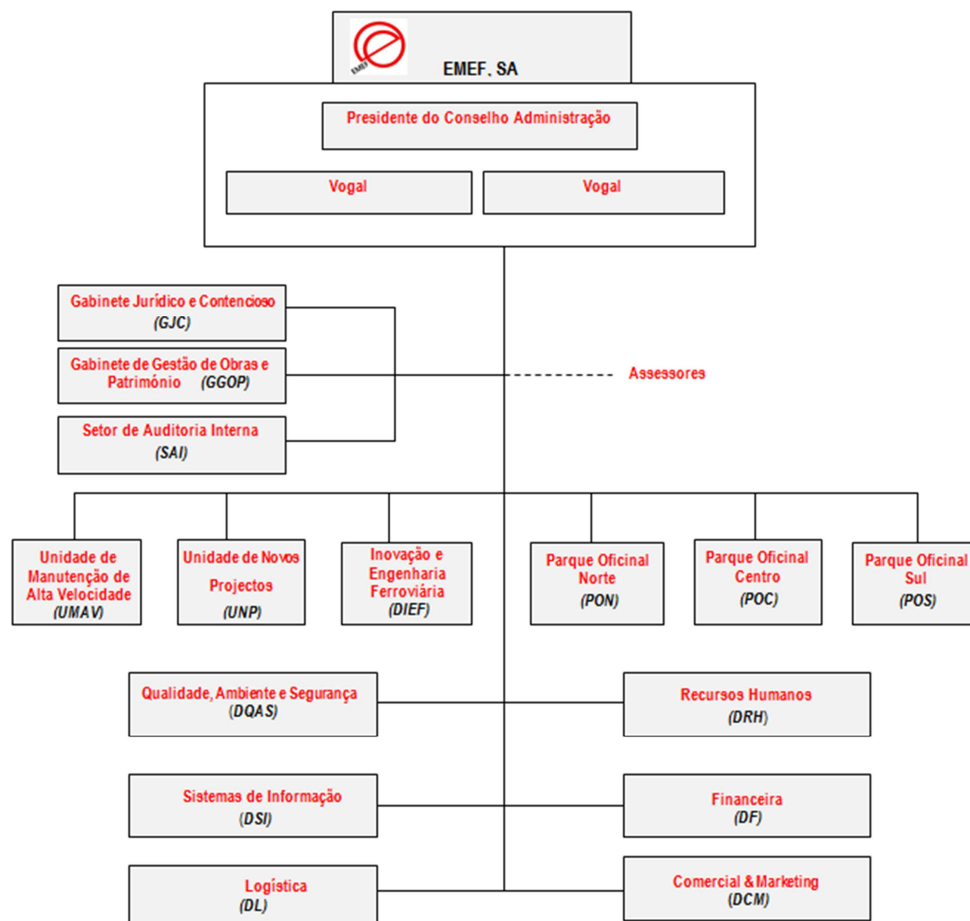 EMEF
EMEF, SA
Presidente do Conselho Administração
Vogal
Vogal
Gabinete Jurídico e Contencioso
(GJC)
Gabinete de Gestão de Obras e
Património (GGOP)
Assessores
Setor de Auditoria Interna
(SAI)
Unidade de
Manutenção de
Alta Velocidade
(UMAV)
Unidade de Novos
Projectos
(UNP)
Inovação e
Engenharia
Ferroviária
(DIEF)
Parque Oficinal
Norte
(PON)
Parque Oficinal
Centro
(POC)
Parque Oficinal
Sul
(POS)
Qualidade, Ambiente e Segurança
(DQAS)
Recursos Humanos
(DRH)
Sistemas de Informação
(DSI)
Financeira
(DF)
Logística
(DL)
Comercial & Marketing
(DCM)